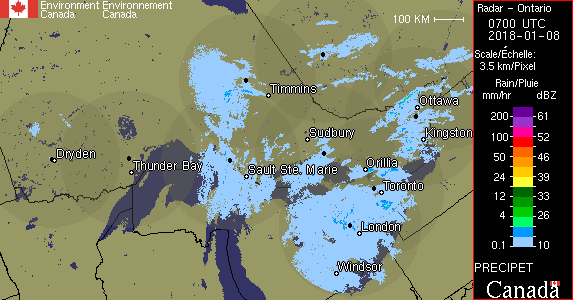 Environment Environnement
Canada Canada
100 KM
Timmins
Ottawa
Sudbury
Kingston
Dryden
Thunder Bay
Sault Ste. Marie
Orillia
Toronto
London
Windsor
Radar - Ontario
0700 UTC
2018-01-08
Scale/Échelle:
3.5 km/Pixel
Rain/Pluie
mm/hr dBZ
200 61
100 52
50 46
24 39
12 33
4 26
0.1 10
PRECIPET
Canada